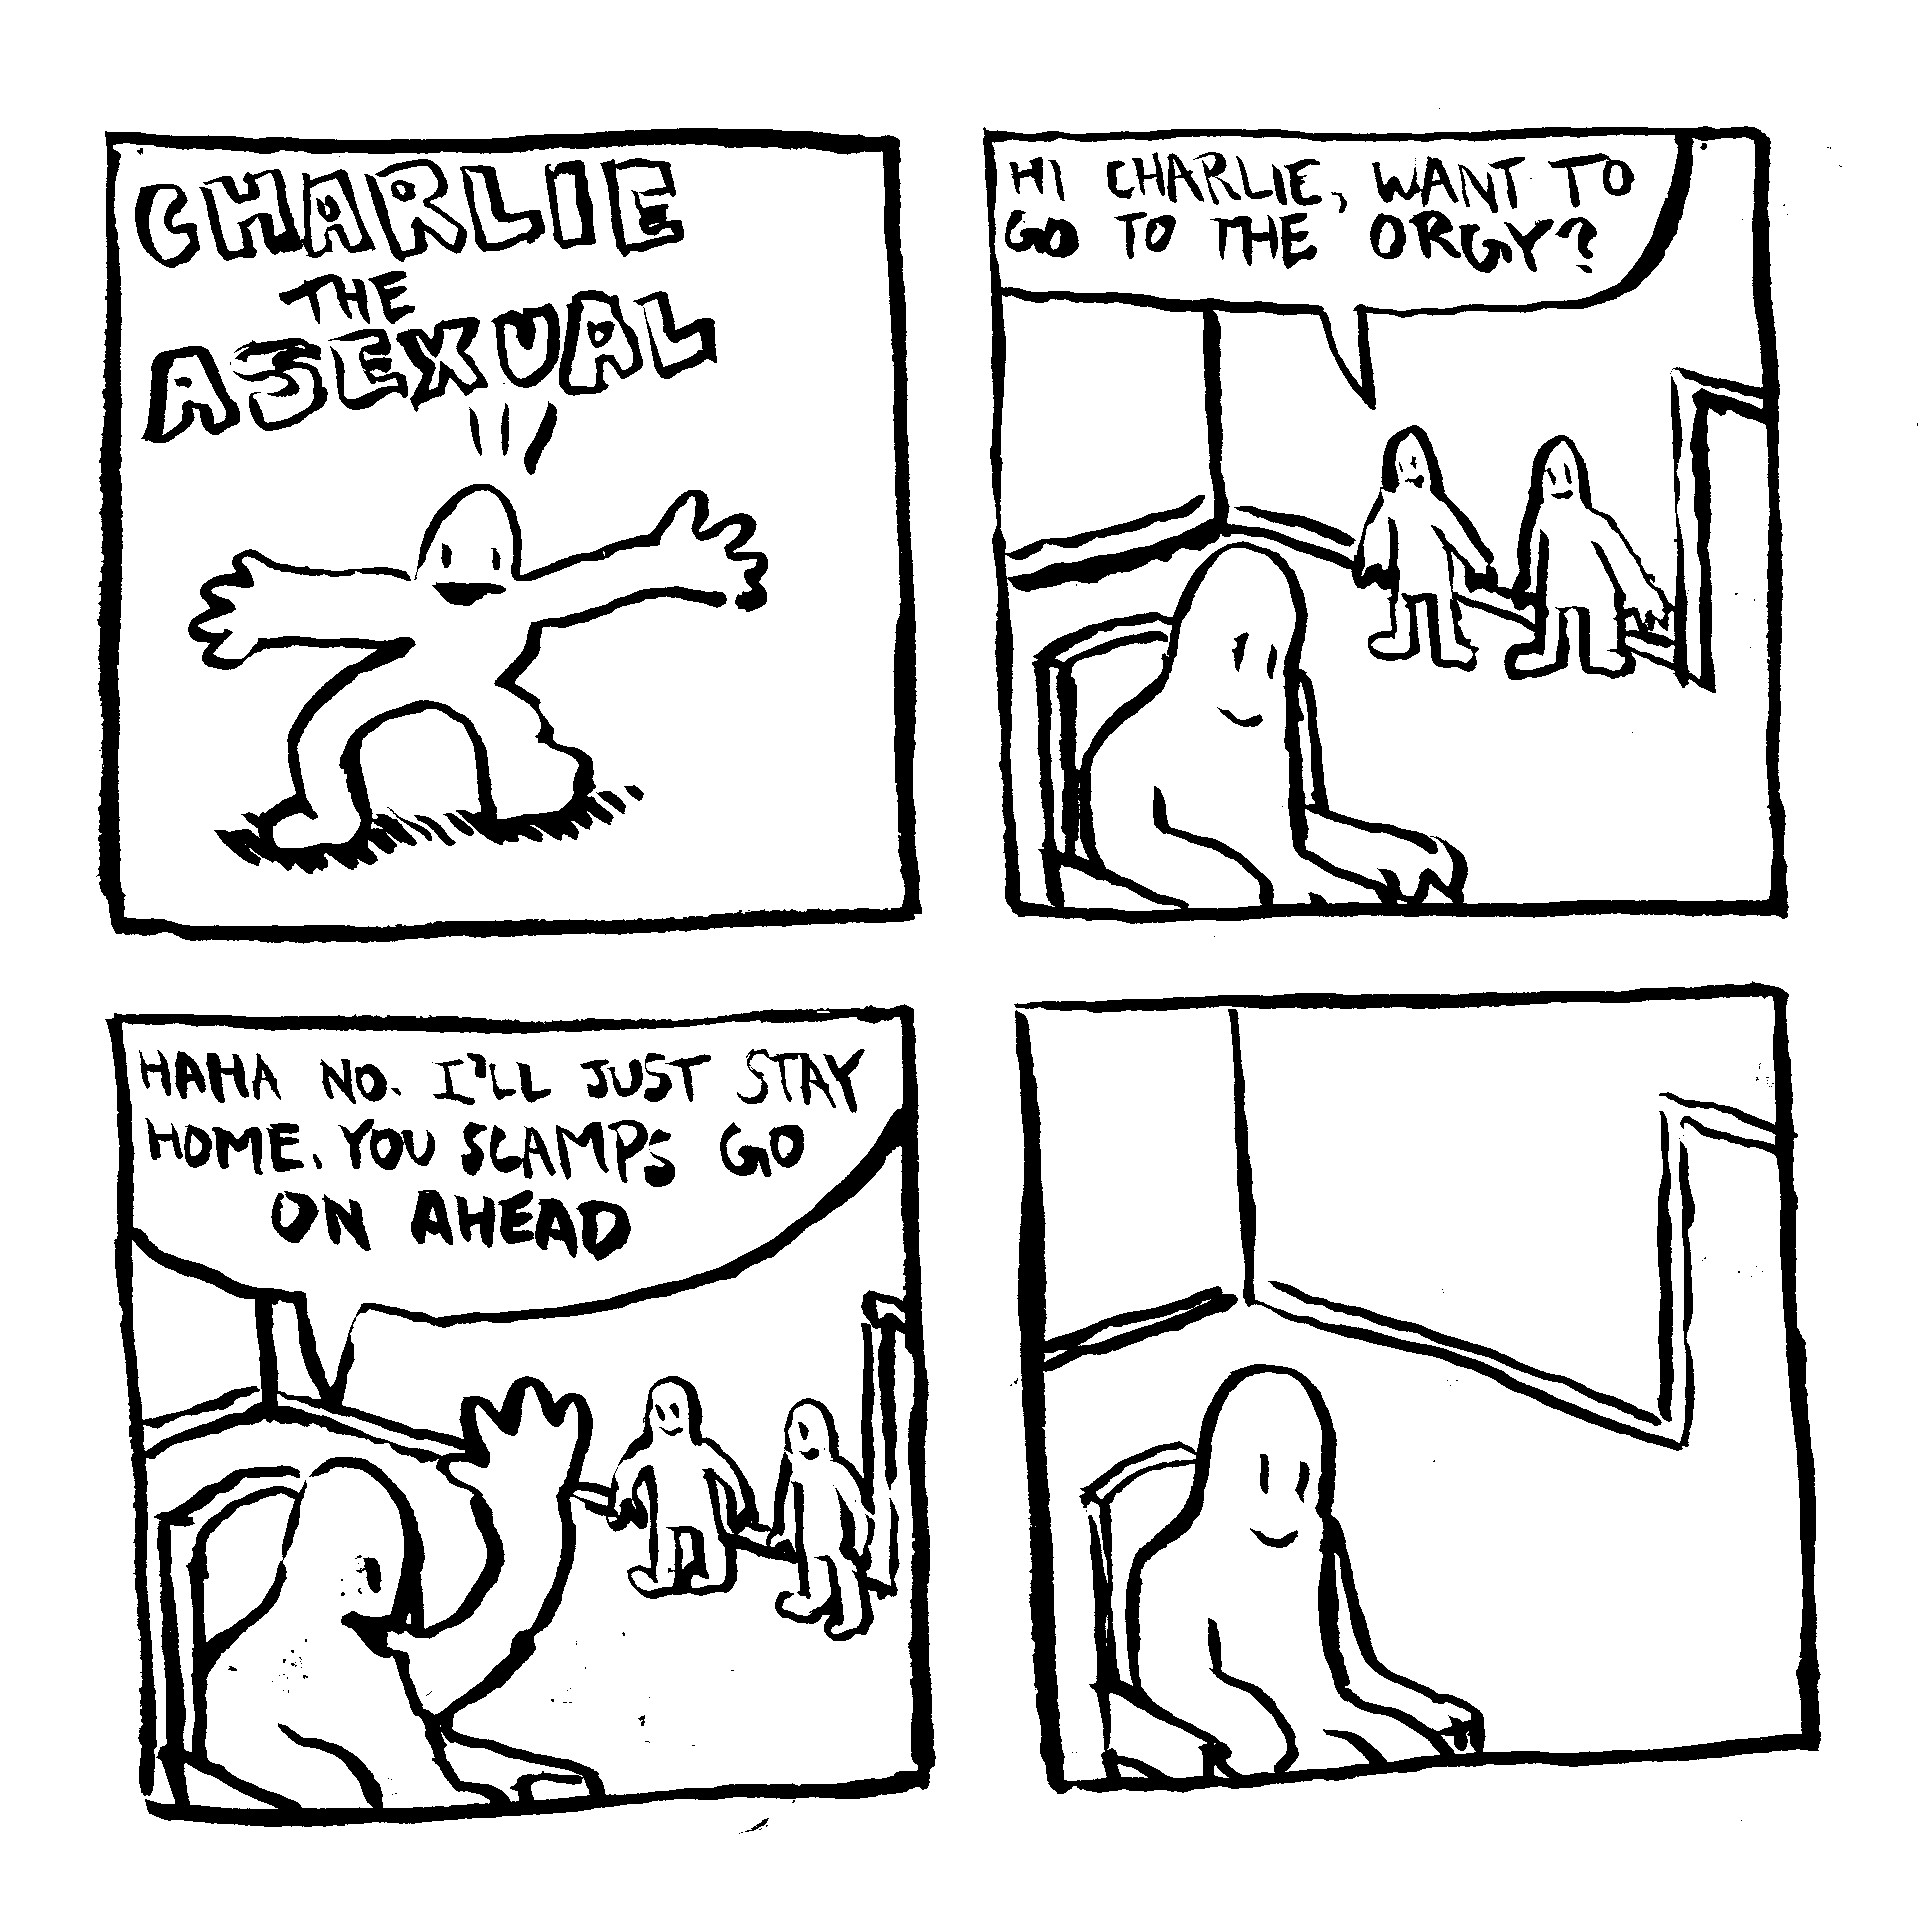 CHARLIE
THE
ASEXUAL
HI CHARLIE, WANT TO
GO TO THE ORGY?
HAHA NO. I'LL JUST STAY
HOME. YOU SCAMPS GO
ON AHEAD